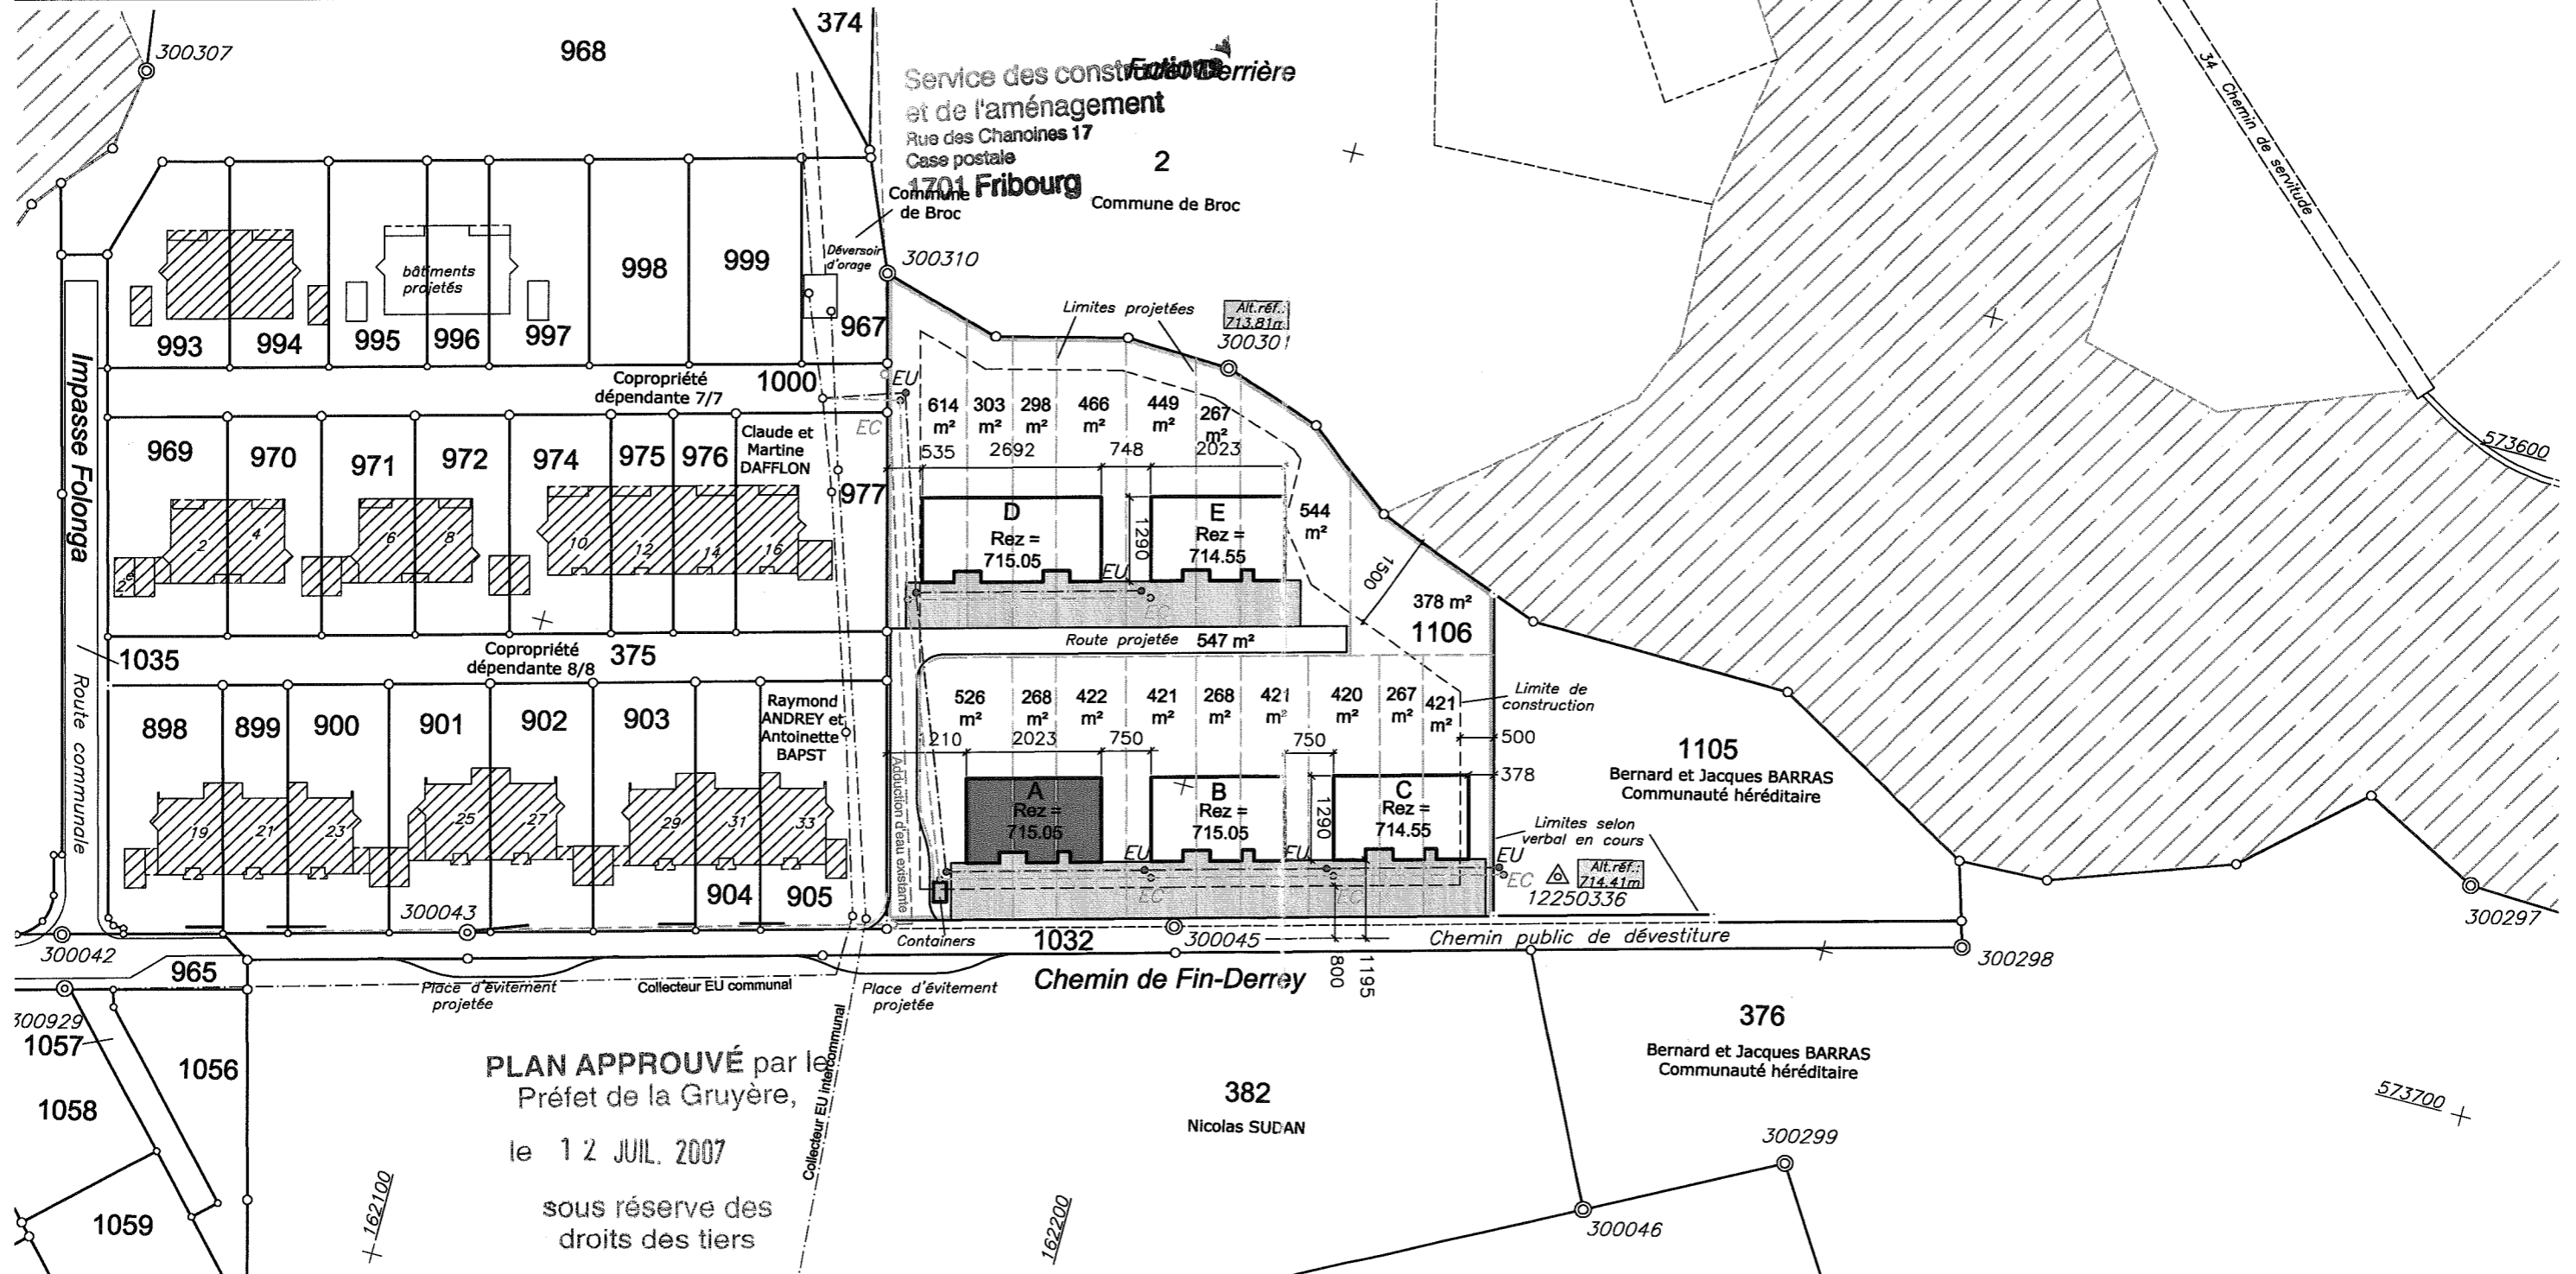 300307
968
374
Service des constructions
Fin Derrière
et de l'aménagement
Rue des Chanoines 17
Case postale
1701 Fribourg
2
Commune de Broc
Commune
de Broc
Déversoir
d'orage
300310
34 Chemin de servitude
573600
bâtiments
projetés
993
994
995
996
997
998
999
967
Limites projetées
Alt.réf.:
713.81m
300301
Impasse Folonga
Copropriété
dépendante 7/7
1000
EU
EC
614
m²
303
m²
298
m²
466
m²
449
m²
267
m²
535
2692
748
2023
969
970
971
972
974
975
976
Claude et
Martine
DAFFLON
977
2
4
6
8
10
12
14
16
D
Rez =
715.05
1290
E
Rez =
714.55
544
m²
1500
EU
EC
378 m²
1106
Route projetée 547 m²
1035
Copropriété
dépendante 8/8
375
Route communale
898
899
900
901
902
903
Raymond
ANDREY et
Antoinette
BAPST
526
m²
268
m²
422
m²
421
m²
268
m²
421
m²
420
m²
267
m²
421
m²
Limite de
construction
210
2023
750
750
500
378
1105
Bernard et Jacques BARRAS
Communauté héréditaire
Adduction d'eau existante
A
Rez =
715.05
B
Rez =
715.05
1290
C
Rez =
714.55
Limites selon
verbal en cours
19
21
23
25
27
29
31
33
EU
EC
EU
EC
EU
EC
Alt.réf.:
714.41m
12250336
904
905
300043
300042
Containers
1032
300045
Chemin public de dévestiture
300298
300297
965
Place d'évitement
projetée
Collecteur EU communal
Place d'évitement
projetée
Chemin de Fin-Derrey
800
1195
300929
1057
1056
1058
1059
PLAN APPROUVÉ par le
Préfet de la Gruyère,
le 12 JUIL. 2007
sous réserve des
droits des tiers
Collecteur EU intercommunal
382
Nicolas SUDAN
376
Bernard et Jacques BARRAS
Communauté héréditaire
573700
300299
300046
162100
162200